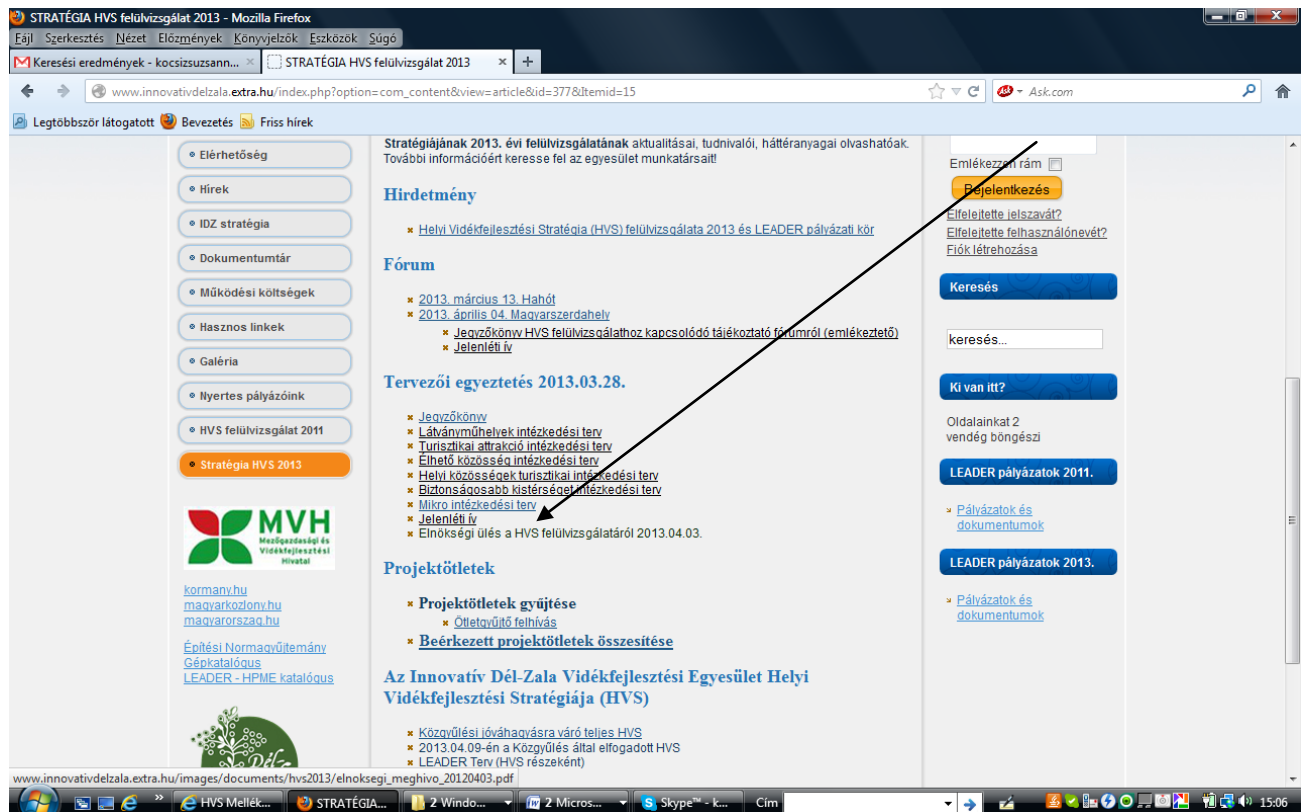 STRATÉGIA HVS felülvizsgálat 2013 - Mozilla Firefox
Fájl Szerkesztés Nézet Előzmények Könyvjelzők Eszközök Súgó
Keresési eredmények - kocsizsuzsann...
STRATÉGIA HVS felülvizsgálat 2013
www.innovativdelzala.extra.hu/index.php?option=com_content&view=article&id=377&Itemid=15
Ask.com
Legtöbbször látogatott Bevezetés Friss hírek
Elérhetőség
Hírek
IDZ stratégia
Dokumentumtár
Működési költségek
Hasznos linkek
Galéria
Nyertes pályázóink
HVS felülvizsgálat 2011
Stratégia HVS 2013
MVH
Mezőgazdasági és
Vidékfejlesztési
Hivatal
kormany.hu
magyarkozlony.hu
magyarorszag.hu
Építési Normagyűjtemány
Gépkatalógus
LEADER - HPME katalógus
Dél-
Stratégiájának 2013. évi felülvizsgálatának aktualitásai, tudnivalói, háttéranyagai olvashatóak.
További információért keresse fel az egyesület munkatársait!
Hirdetmény
Helyi Vidékfejlesztési Stratégia (HVS) felülvizsgálata 2013 és LEADER pályázati kör
Fórum
2013. március 13. Hahót
2013. április 04. Magyarszerdahely
Jegyzőkönyv HVS felülvizsgálathoz kapcsolódó tájékoztató fórumról (emlékeztető)
Jelenléti ív
Tervezői egyeztetés 2013.03.28.
Jegyzőkönyv
Látványműhelyek intézkedési terv
Turisztikai attrakció intézkedési terv
Élhető közösség intézkedési terv
Helyi közösségek turisztikai intézkedési terv
Biztonságosabb kistérséget intézkedési terv
Mikro intézkedési terv
Jelenléti ív
Elnökségi ülés a HVS felülvizsgálatáról 2013.04.03.
Projektötletek
Projektötletek gyűjtése
Ötletgyűjtő felhívás
Beérkezett projektötletek összesítése
Az Innovatív Dél-Zala Vidékfejlesztési Egyesület Helyi
Vidékfejlesztési Stratégiája (HVS)
Közgyűlési jóváhagyásra váró teljes HVS
2013.04.09-én a Közgyűlés által elfogadott HVS
LEADER Terv (HVS részeként)
Emlékezzen rám
Bejelentkezés
Elfelejtette jelszavát?
Elfelejtette felhasználónevét?
Fiók létrehozása
Keresés
keresés...
Ki van itt?
Oldalainkat 2
vendég böngészi
LEADER pályázatok 2011.
Pályázatok és
dokumentumok
LEADER pályázatok 2013.
Pályázatok és
dokumentumok
www.innovativdelzala.extra.hu/images/documents/hvs2013/elnoksegi_meghivo_20120403.pdf
HVS Mellék... STRATÉGIA... 2 Windo... 2 Micros... Skype™ - k... Cím 15:06